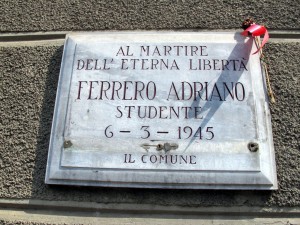 AL MARTIRE
DELL' ETERNA LIBERTÀ
FERRERO ADRIANO
STUDENTE
6-3-1945
IL COMUNE